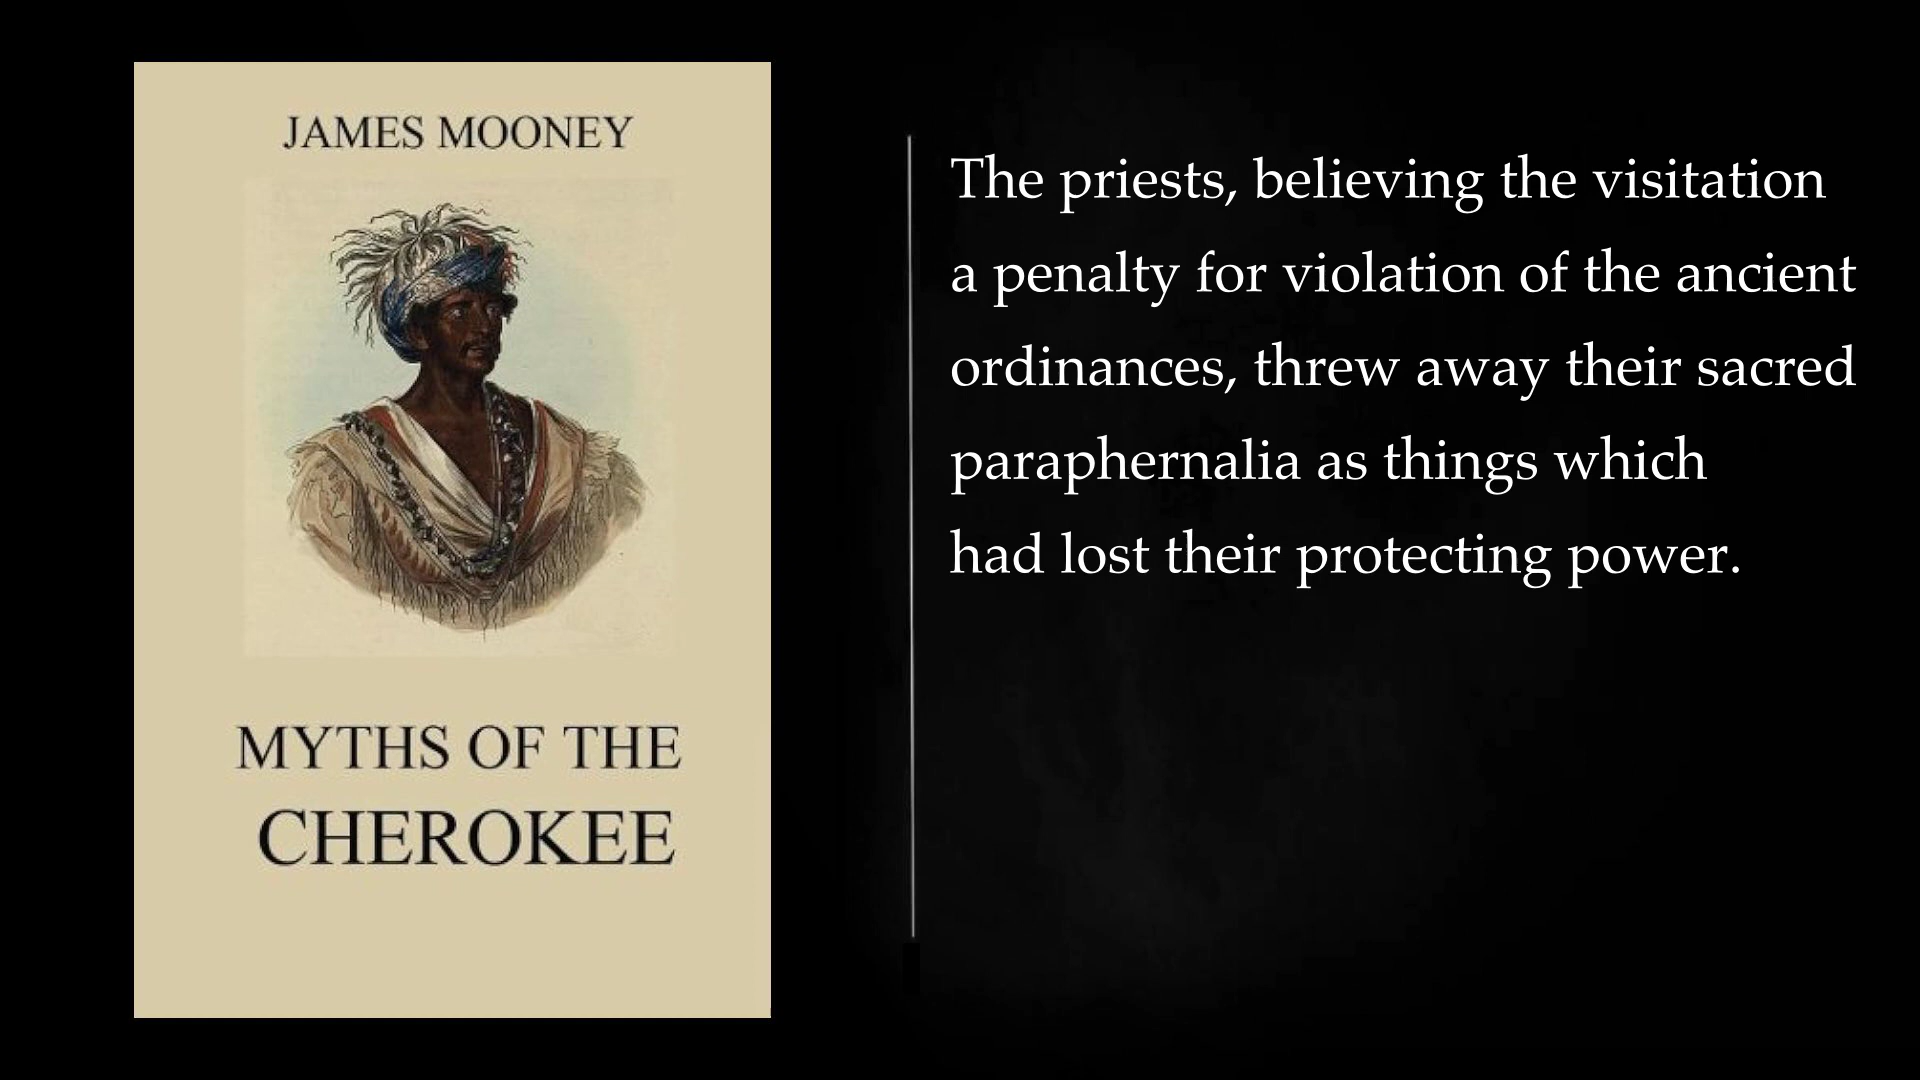 JAMES MOONEY
MYTHS OF THE
CHEROKEE
The priests, believing the visitation
a penalty for violation of the ancient
ordinances, threw away their sacred
paraphernalia as things which
had lost their protecting power.